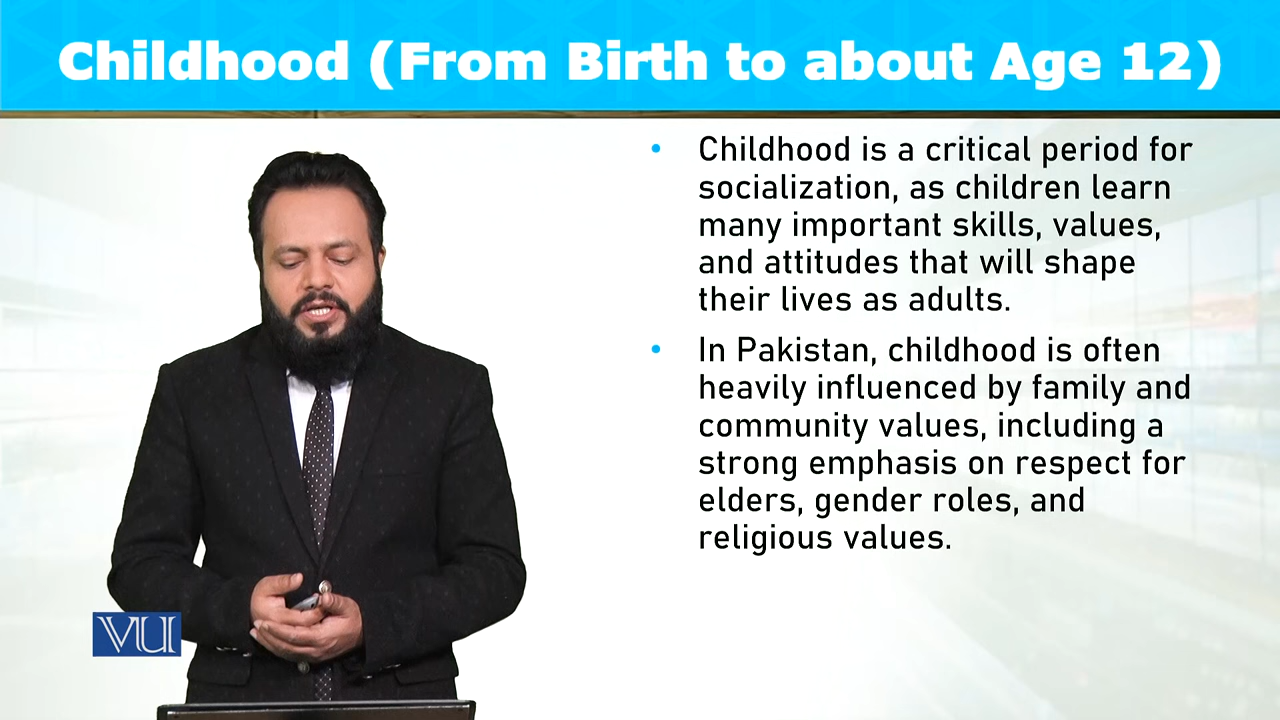 Childhood (From Birth to about Age 12)
• Childhood is a critical period for
socialization, as children learn
many important skills, values,
and attitudes that will shape
their lives as adults.
• In Pakistan, childhood is often
heavily influenced by family and
community values, including a
strong emphasis on respect for
elders, gender roles, and
religious values.
VU